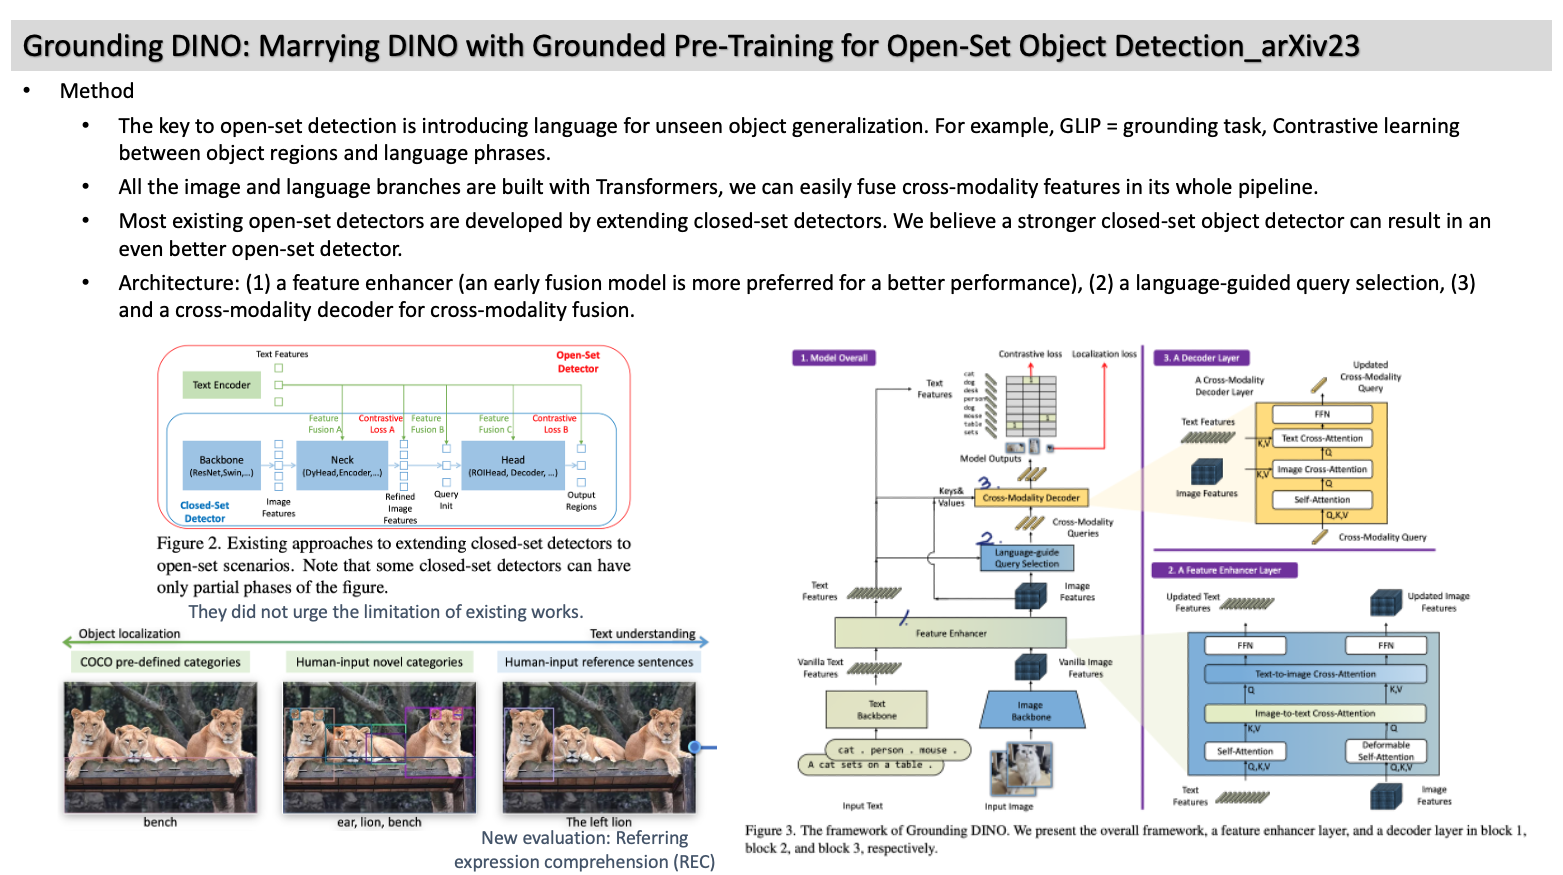 Grounding DINO: Marrying DINO with Grounded Pre-Training for Open-Set Object Detection_arXiv23
• Method
• The key to open-set detection is introducing language for unseen object generalization. For example, GLIP = grounding task, Contrastive learning
between object regions and language phrases.
• All the image and language branches are built with Transformers, we can easily fuse cross-modality features in its whole pipeline.
• Most existing open-set detectors are developed by extending closed-set detectors. We believe a stronger closed-set object detector can result in an
even better open-set detector.
• Architecture: (1) a feature enhancer (an early fusion model is more preferred for a better performance), (2) a language-guided query selection, (3)
and a cross-modality decoder for cross-modality fusion.
Text Features
Open-Set
Detector
Text Encoder
Feature
Fusion A
Contrastive
Loss A
Feature
Fusion B
Feature
Fusion C
Contrastive
Loss B
Backbone
(ResNet,Swin,...)
Neck
(DyHead,Encoder,...)
Head
(ROIHead, Decoder, ...)
Closed-Set
Detector
Image
Features
Refined
Image
Features
Query
Init
Output
Regions
Figure 2. Existing approaches to extending closed-set detectors to
open-set scenarios. Note that some closed-set detectors can have
only partial phases of the figure.
They did not urge the limitation of existing works.
Object localization
Text understanding
COCO pre-defined categories
Human-input novel categories
Human-input reference sentences
bench
ear, lion, bench
The left lion
New evaluation: Referring
expression comprehension (REC)
1. Model Overall
Contrastive loss
Localization loss
Text
Features
cat
dog
desk
person
dog
mouse
table
sets
1
1
1
Model Outputs
3.
Keys&
Values
Cross-Modality Decoder
Cross-Modality
Queries
2.
Language-guide
Query Selection
Text
Features
Image
Features
1.
Feature Enhancer
Vanilla Text
Features
Vanilla Image
Features
Text
Backbone
Image
Backbone
cat . person . mouse .
A cat sets on a table .
Input Text
Input Image
3. A Decoder Layer
Updated
Cross-Modality
Query
A Cross-Modality
Decoder Layer
FFN
Text Features
K,V
Text Cross-Attention
Q
K,V
Image Cross-Attention
Image Features
Q
Self-Attention
Q,K,V
Cross-Modality Query
2. A Feature Enhancer Layer
Updated Text
Features
Updated Image
Features
FFN
FFN
Text-to-image Cross-Attention
Q
K,V
Image-to-text Cross-Attention
K,V
Q
Self-Attention
Deformable
Self-Attention
Q,K,V
Q,K,V
Text
Features
Image
Features
Figure 3. The framework of Grounding DINO. We present the overall framework, a feature enhancer layer, and a decoder layer in block 1,
block 2, and block 3, respectively.